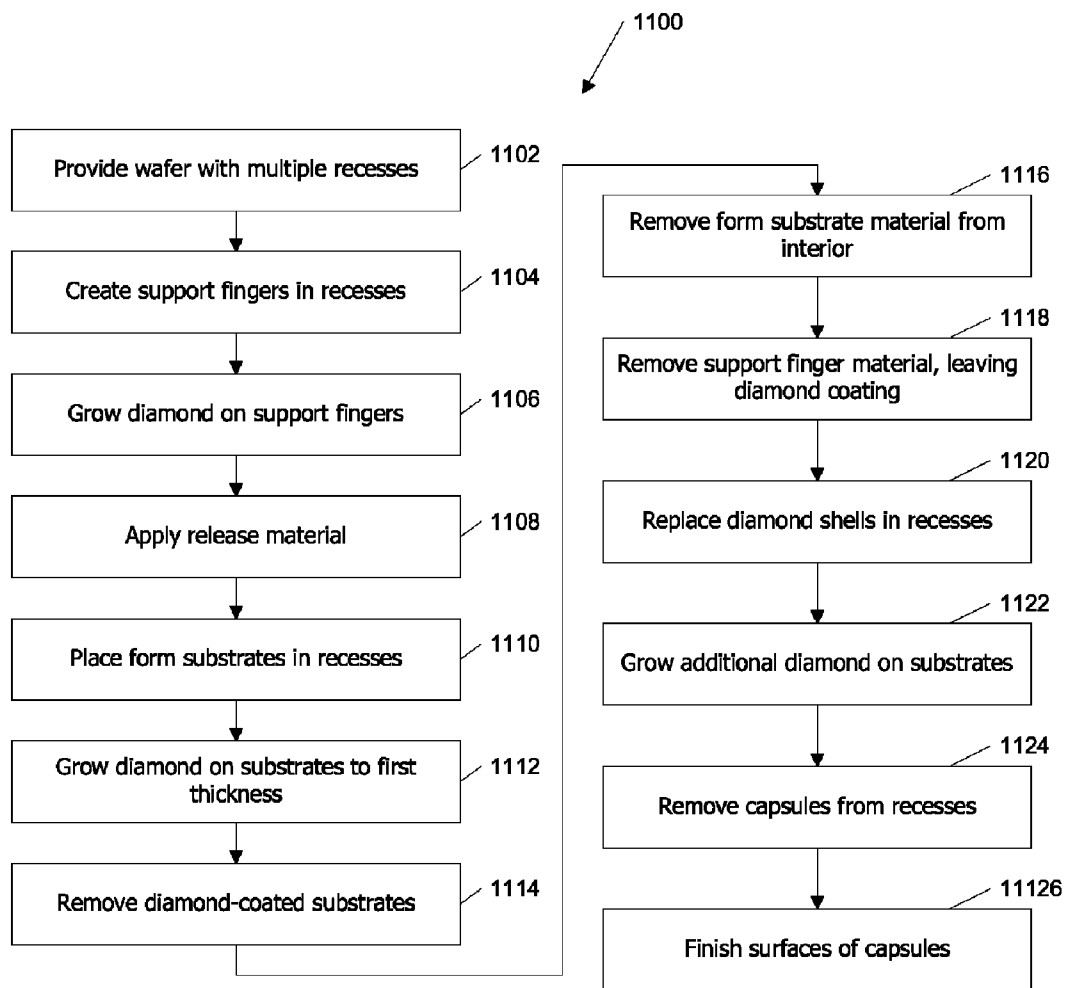 1100
Provide wafer with multiple recesses
1102
Create support fingers in recesses
1104
Grow diamond on support fingers
1106
Apply release material
1108
Place form substrates in recesses
1110
Grow diamond on substrates to first
thickness
1112
Remove diamond-coated substrates
1114
1116
Remove form substrate material from
interior
1118
Remove support finger material, leaving
diamond coating
1120
Replace diamond shells in recesses
1122
Grow additional diamond on substrates
1124
Remove capsules from recesses
11126
Finish surfaces of capsules